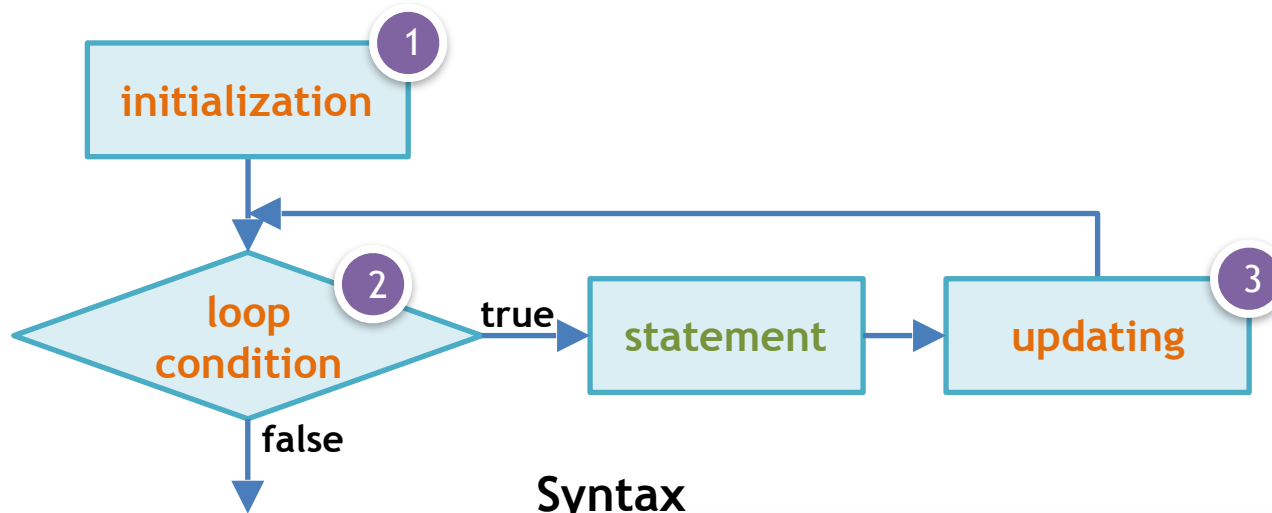 1
initialization
2
loop
condition
true
statement
3
updating
false
Syntax